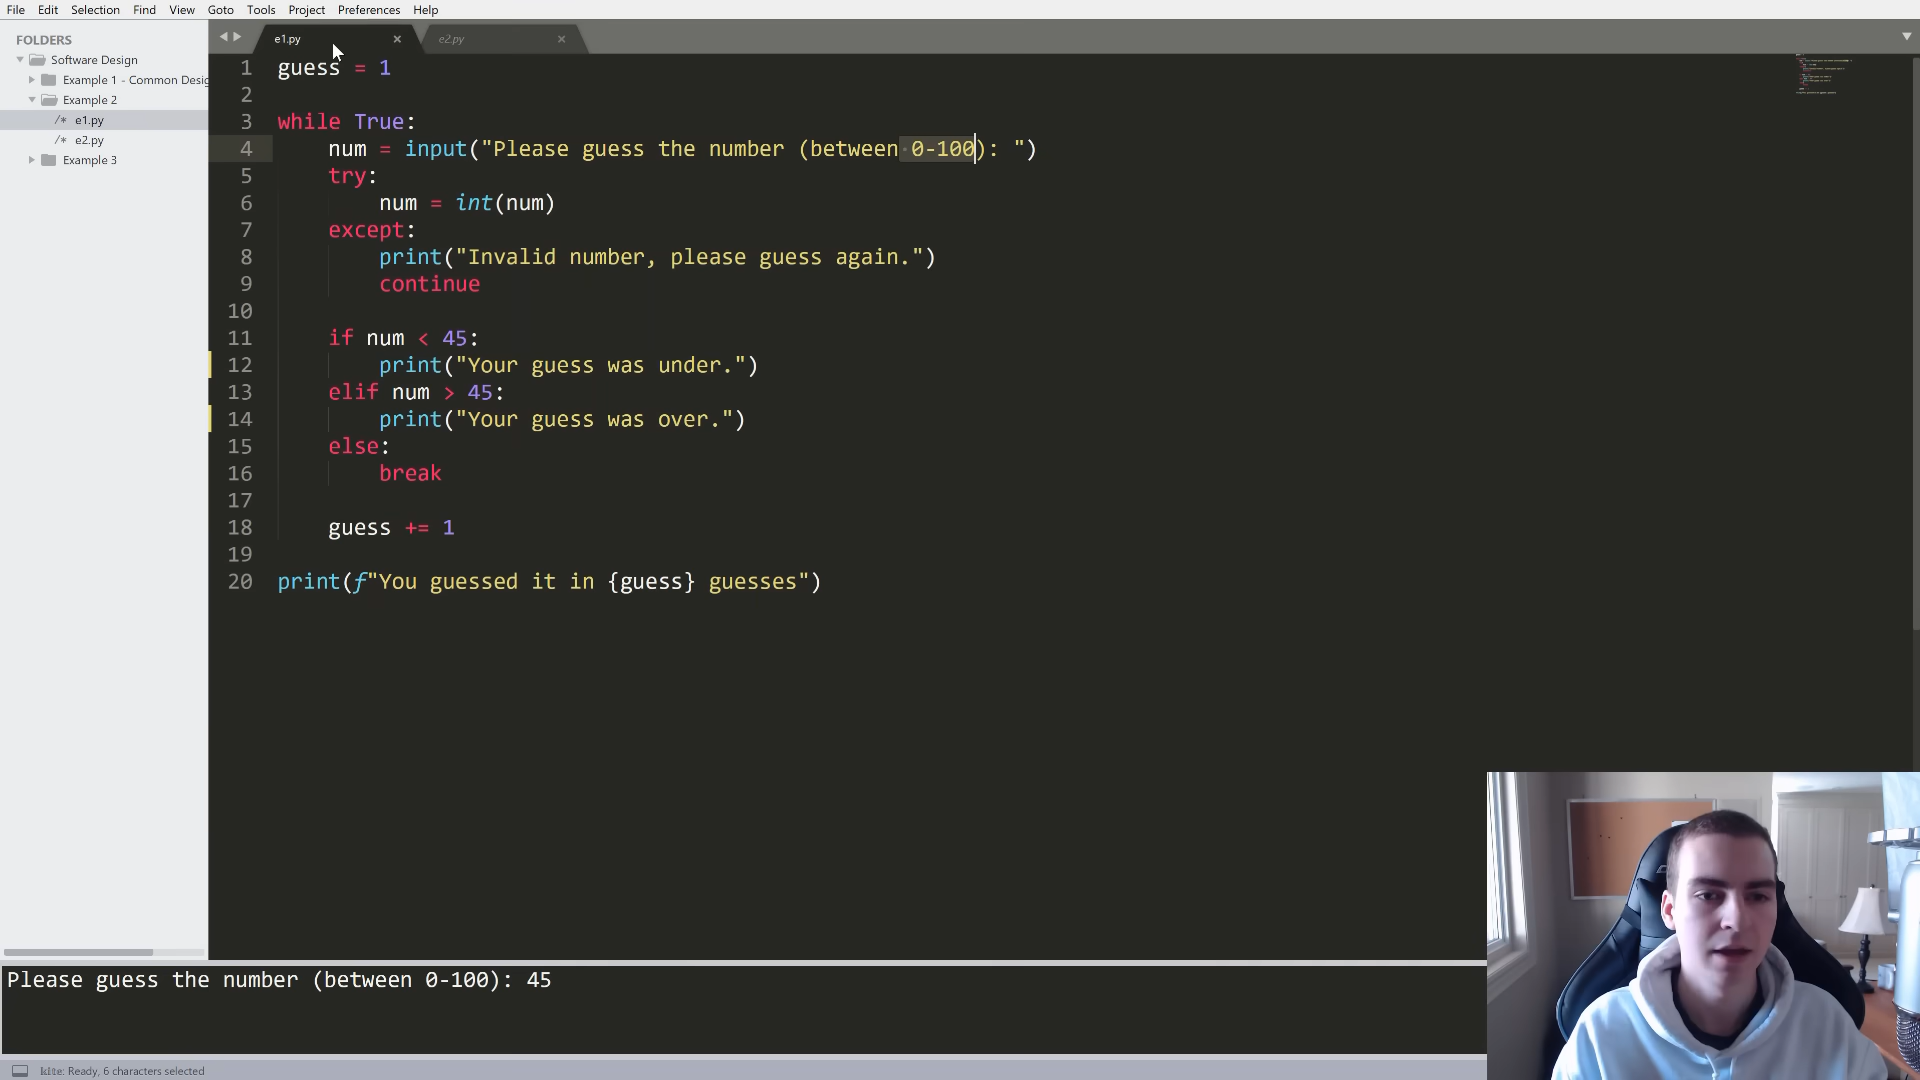 File Edit Selection Find View Goto Tools Project Preferences Help
FOLDERS
Software Design
Example 1 - Common Desig
Example 2
/* e1.py
/* e2.py
Example 3
e1.py × e2.py ×
1 guess = 1
2
3 while True:
4 num = input("Please guess the number (between 0-100): ")
5 try:
6 num = int(num)
7 except:
8 print("Invalid number, please guess again.")
9 continue
10
11 if num < 45:
12 print("Your guess was under.")
13 elif num > 45:
14 print("Your guess was over.")
15 else:
16 break
17
18 guess += 1
19
20 print(f"You guessed it in {guess} guesses")
Please guess the number (between 0-100): 45
kite: Ready, 6 characters selected